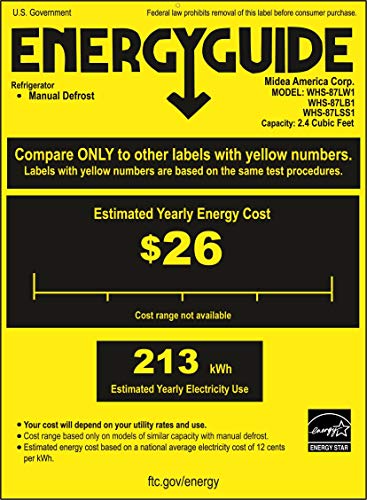 U.S. Government
Federal law prohibits removal of this label before consumer purchase.
ENERGYGUIDE
Refrigerator
• Manual Defrost
Midea America Corp.
MODEL: WHS-87LW1
WHS-87LB1
WHS-87LSS1
Capacity: 2.4 Cubic Feet
Compare ONLY to other labels with yellow numbers.
Labels with yellow numbers are based on the same test procedures.
Estimated Yearly Energy Cost
$26
Cost range not available
213 kWh
Estimated Yearly Electricity Use
• Your cost will depend on your utility rates and use.
• Cost range based only on models of similar capacity with manual defrost.
• Estimated energy cost based on a national average electricity cost of 12 cents
per kWh.
energy
ENERGY STAR
ftc.gov/energy